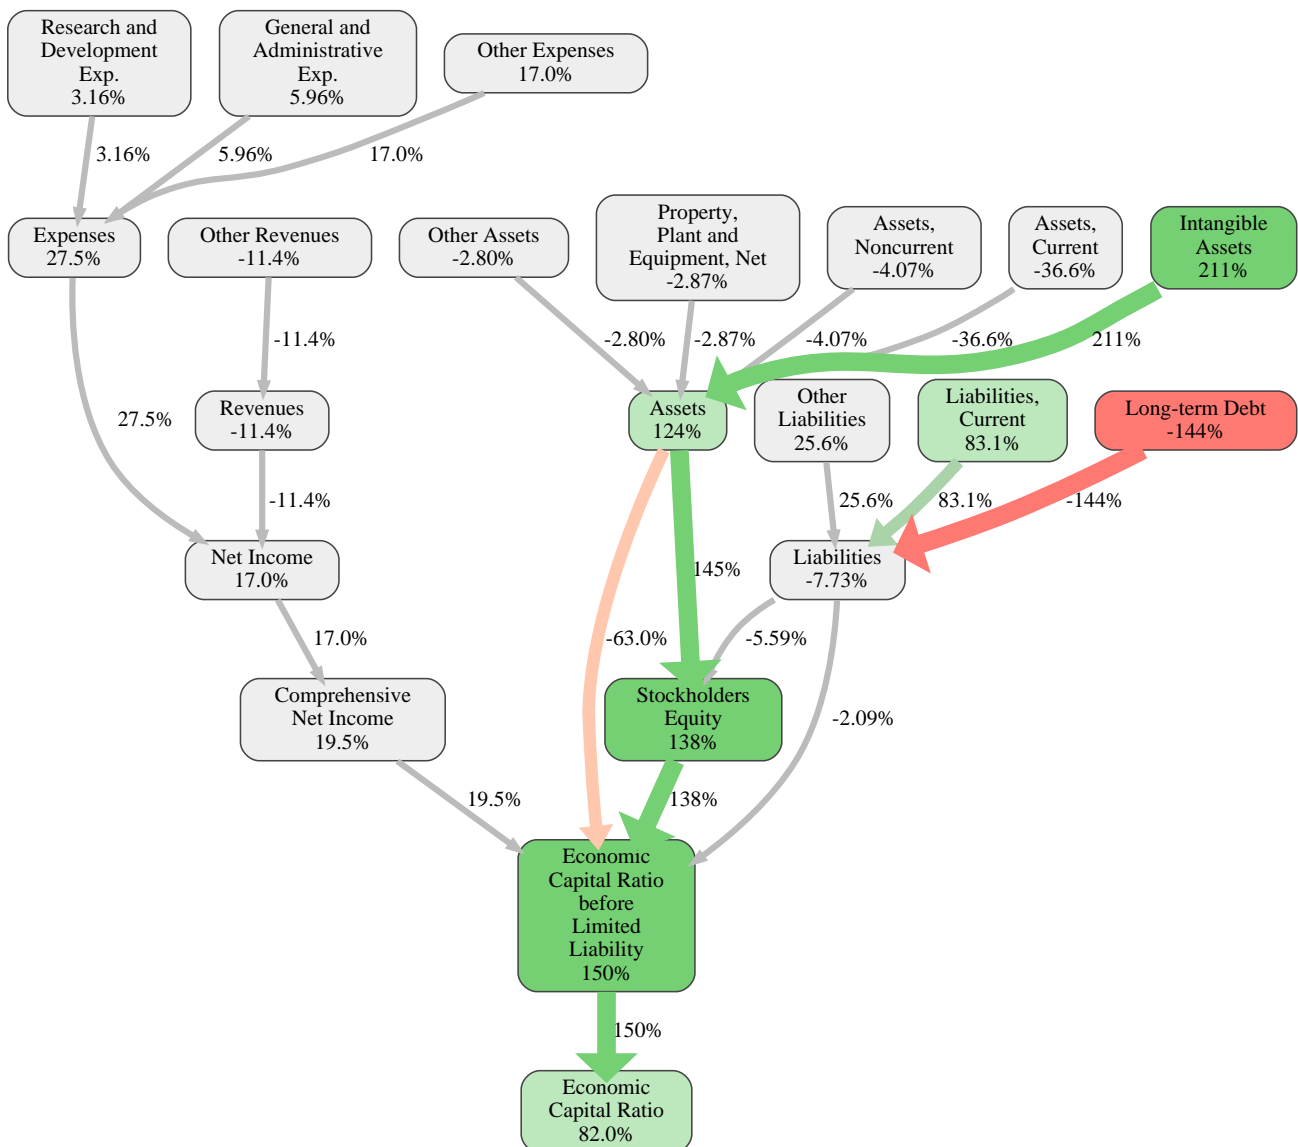 Research and
Development
Exp.
3.16%
General and
Administrative
Exp.
5.96%
Other Expenses
17.0%
3.16%
5.96%
17.0%
Expenses
27.5%
Other Revenues
-11.4%
Other Assets
-2.80%
Property,
Plant and
Equipment, Net
-2.87%
Assets,
Noncurrent
-4.07%
Assets,
Current
-36.6%
Intangible
Assets
211%
-11.4%
-2.80%
-2.87%
-4.07%
-36.6%
211%
27.5%
Revenues
-11.4%
Assets
124%
Other
Liabilities
25.6%
Liabilities,
Current
83.1%
Long-term Debt
-144%
-11.4%
25.6%
83.1%
-144%
Net Income
17.0%
145%
Liabilities
-7.73%
17.0%
-63.0%
-5.59%
Comprehensive
Net Income
19.5%
Stockholders
Equity
138%
-2.09%
19.5%
138%
Economic
Capital Ratio
before
Limited
Liability
150%
150%
Economic
Capital Ratio
82.0%